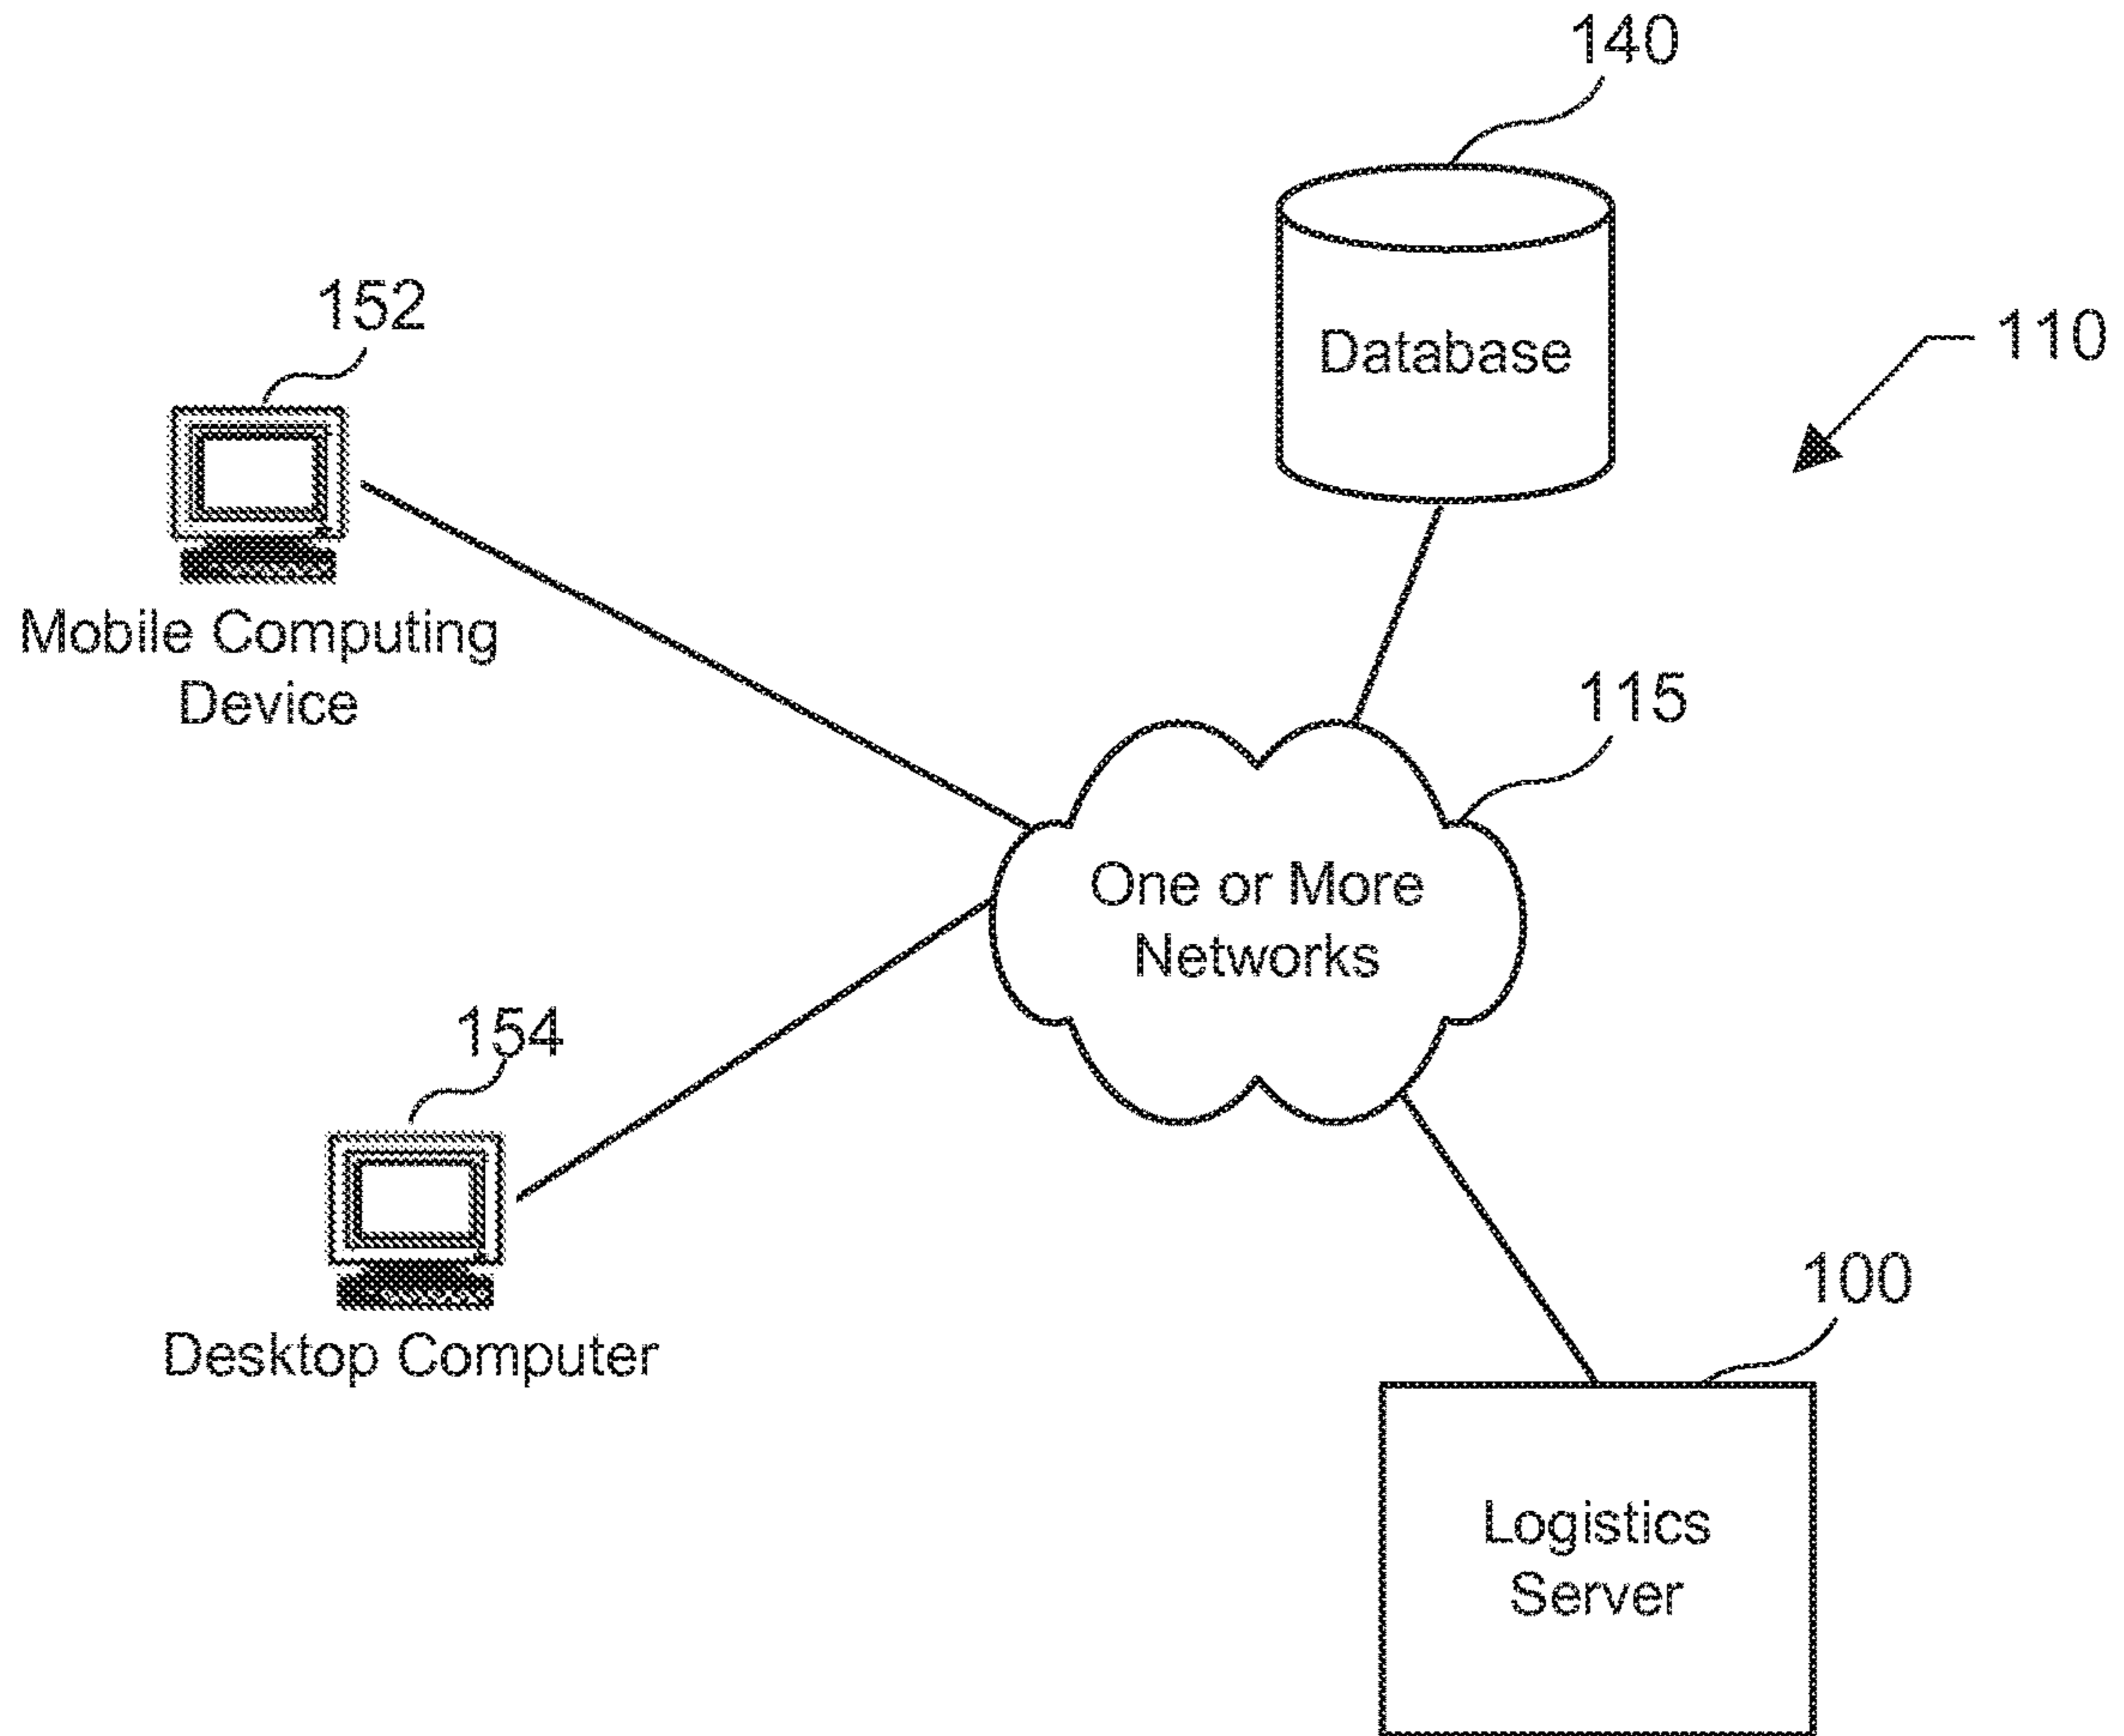 140
152
110
Database
Mobile Computing
Device
115
One or More
Networks
154
Desktop Computer
100
Logistics
Server